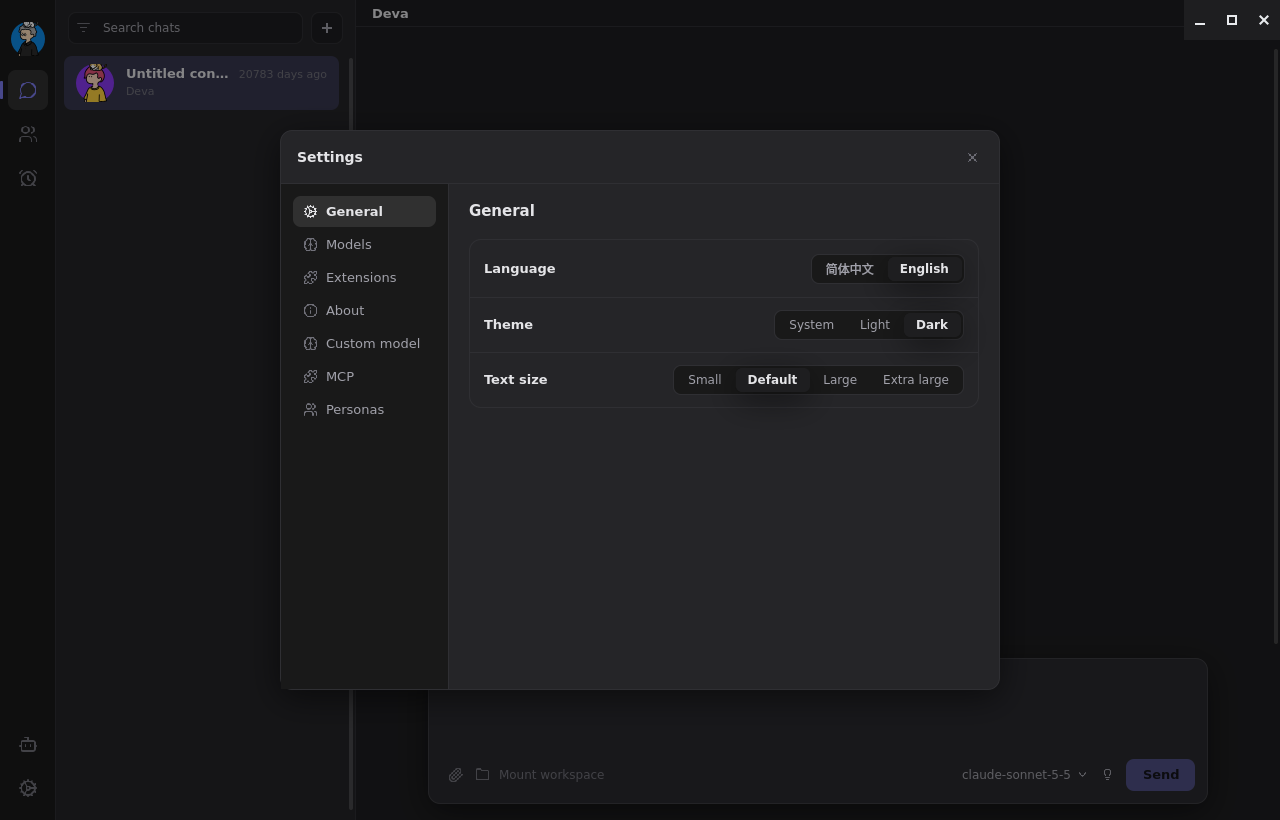 Search chats
Deva
Untitled con... 20783 days ago
Deva
Settings
General
Models
Extensions
About
Custom model
MCP
Personas
General
Language 简体中文 English
Theme System Light Dark
Text size Small Default Large Extra large
Mount workspace claude-sonnet-5-5 Send